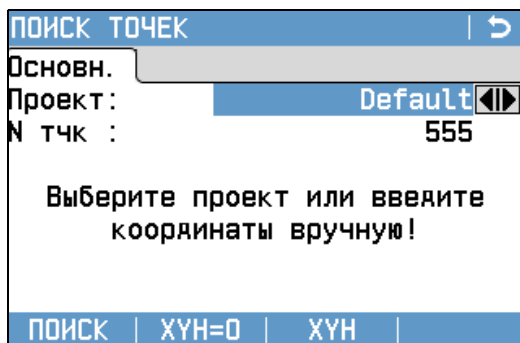 ПОИСК ТОЧЕК
Основн.
Проект: Default
N тчк : 555
Выберите проект или введите
координаты вручную!
ПОИСК | XYH=0 | XYH |